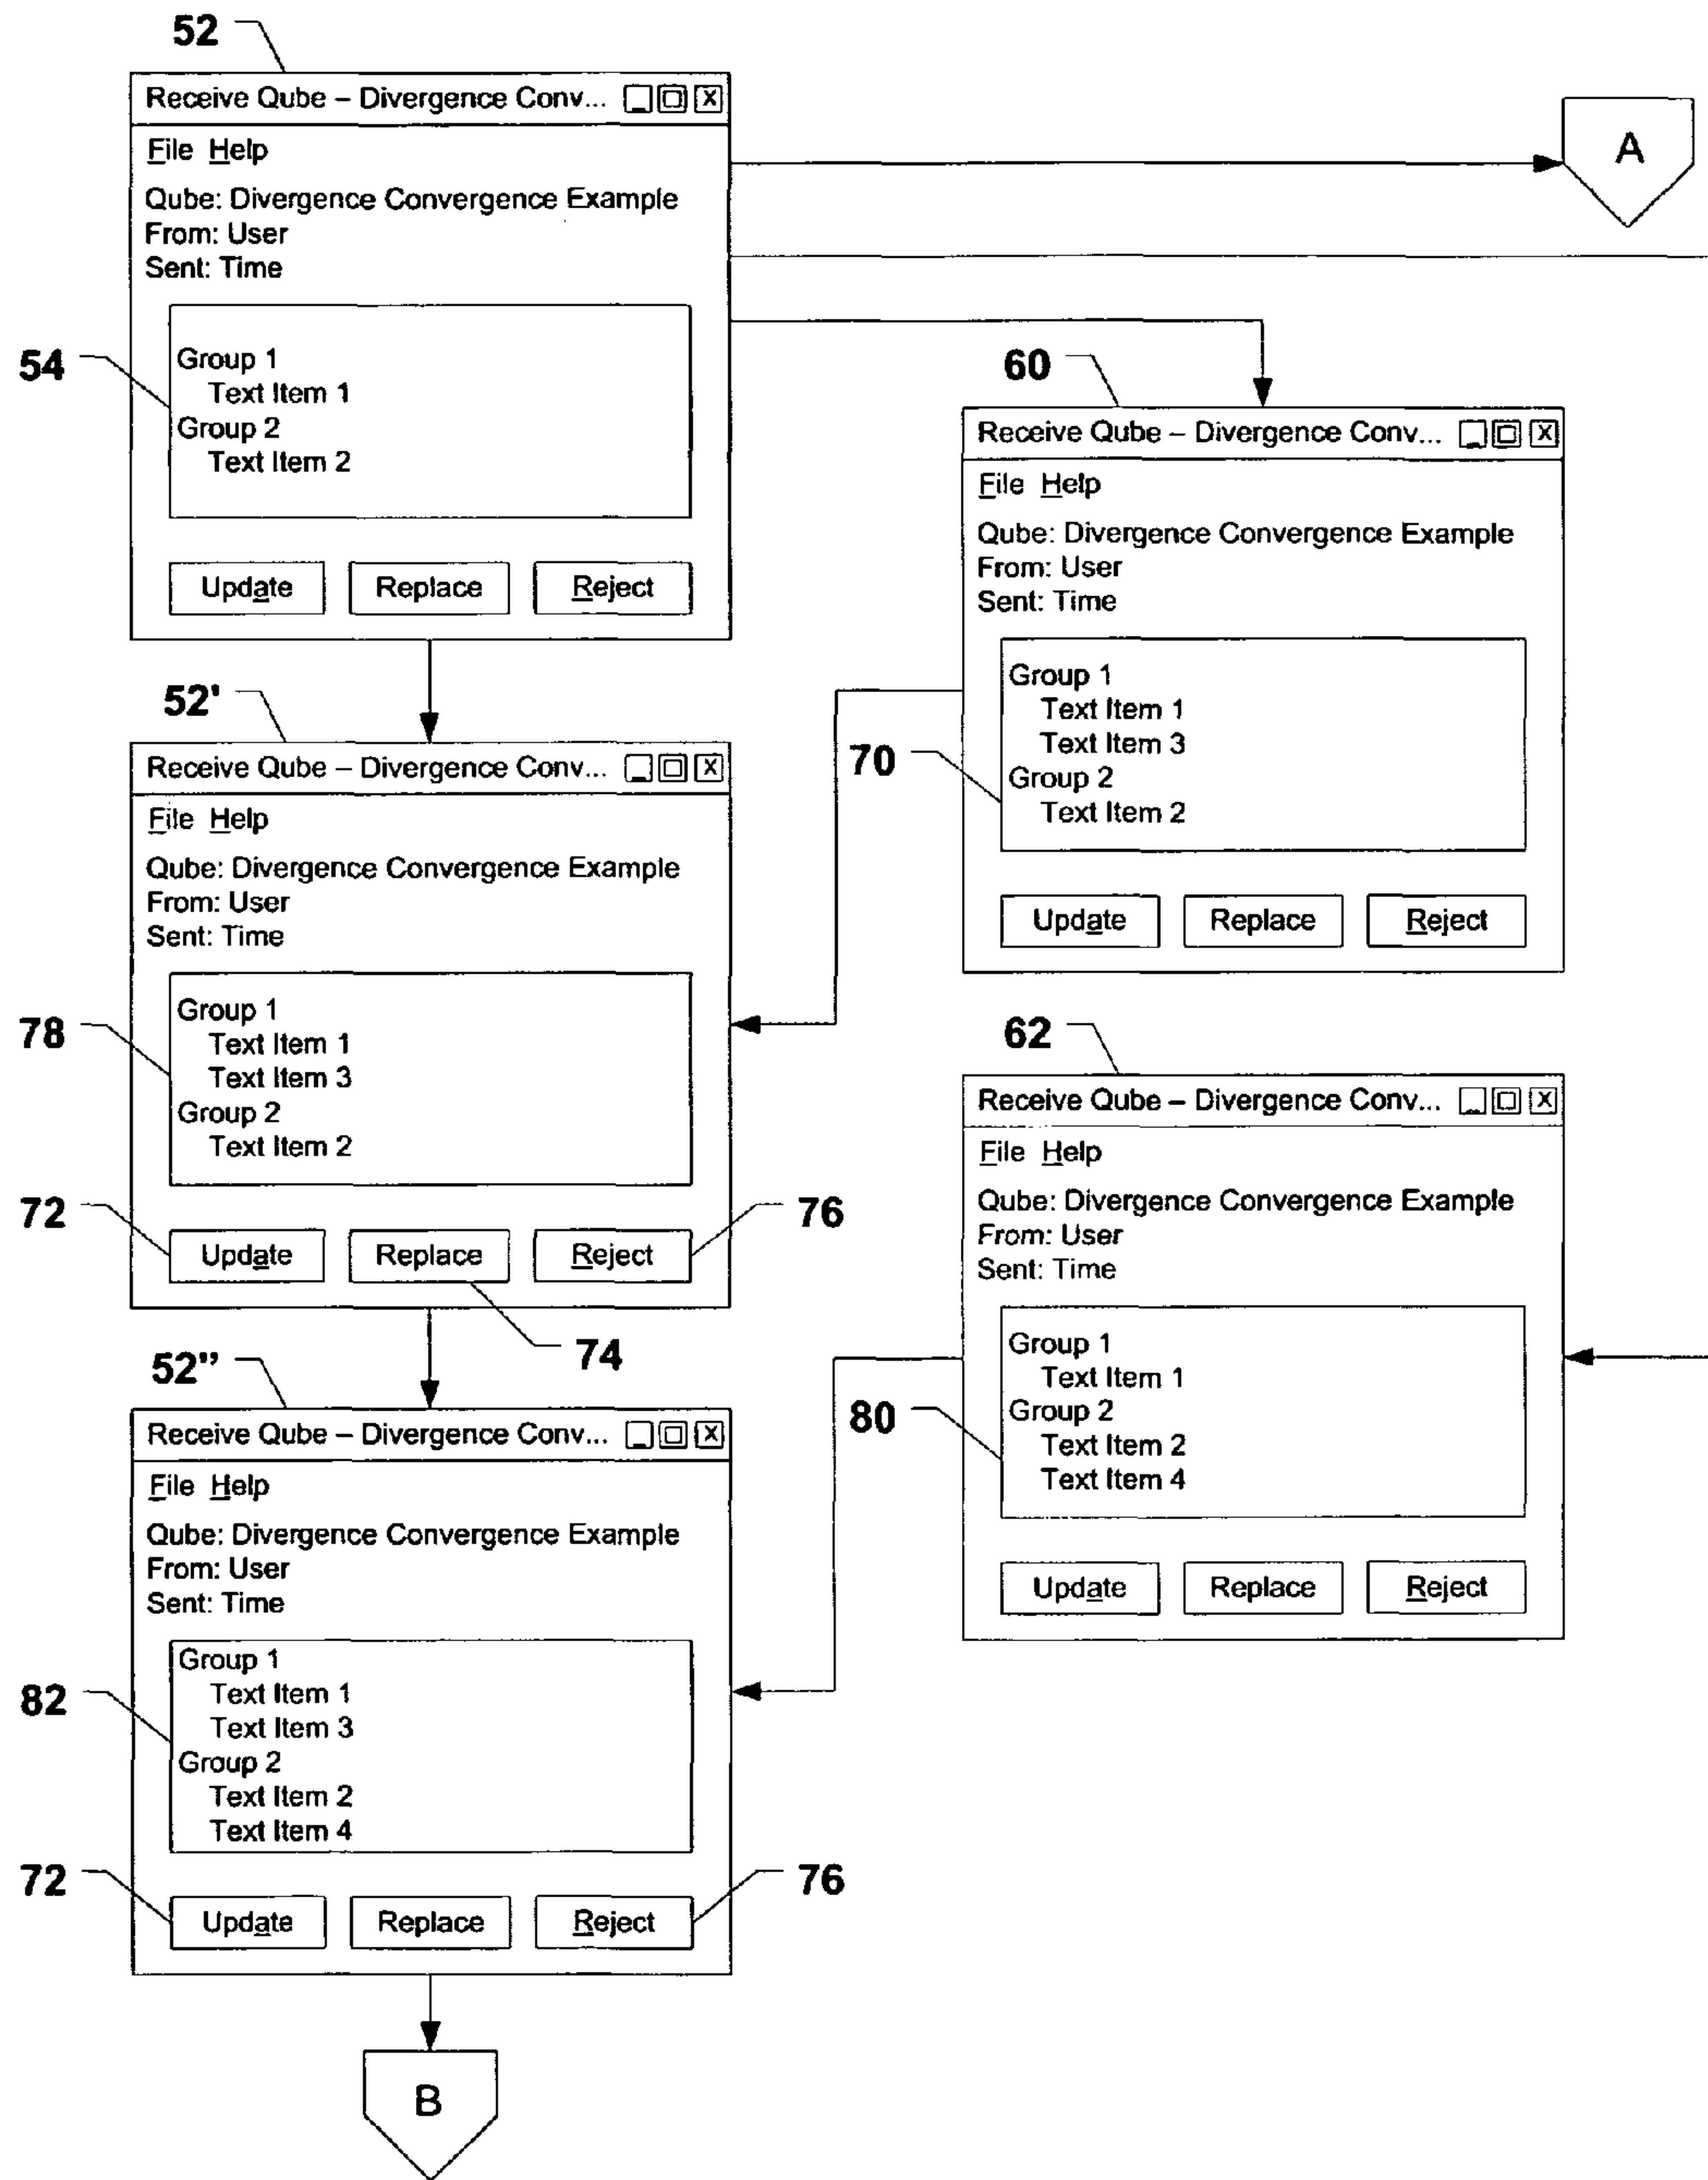 52
Receive Qube – Divergence Conv...
File Help
Qube: Divergence Convergence Example
From: User
Sent: Time
54
Group 1
Text Item 1
Group 2
Text Item 2
Update Replace Reject
A
60
Receive Qube – Divergence Conv...
File Help
Qube: Divergence Convergence Example
From: User
Sent: Time
70
Group 1
Text Item 1
Text Item 3
Group 2
Text Item 2
Update Replace Reject
52'
Receive Qube – Divergence Conv...
File Help
Qube: Divergence Convergence Example
From: User
Sent: Time
78
Group 1
Text Item 1
Text Item 3
Group 2
Text Item 2
72
Update Replace Reject
76
74
62
Receive Qube – Divergence Conv...
File Help
Qube: Divergence Convergence Example
From: User
Sent: Time
80
Group 1
Text Item 1
Group 2
Text Item 2
Text Item 4
Update Replace Reject
52”
Receive Qube – Divergence Conv...
File Help
Qube: Divergence Convergence Example
From: User
Sent: Time
82
Group 1
Text Item 1
Text Item 3
Group 2
Text Item 2
Text Item 4
72
Update Replace Reject
76
B